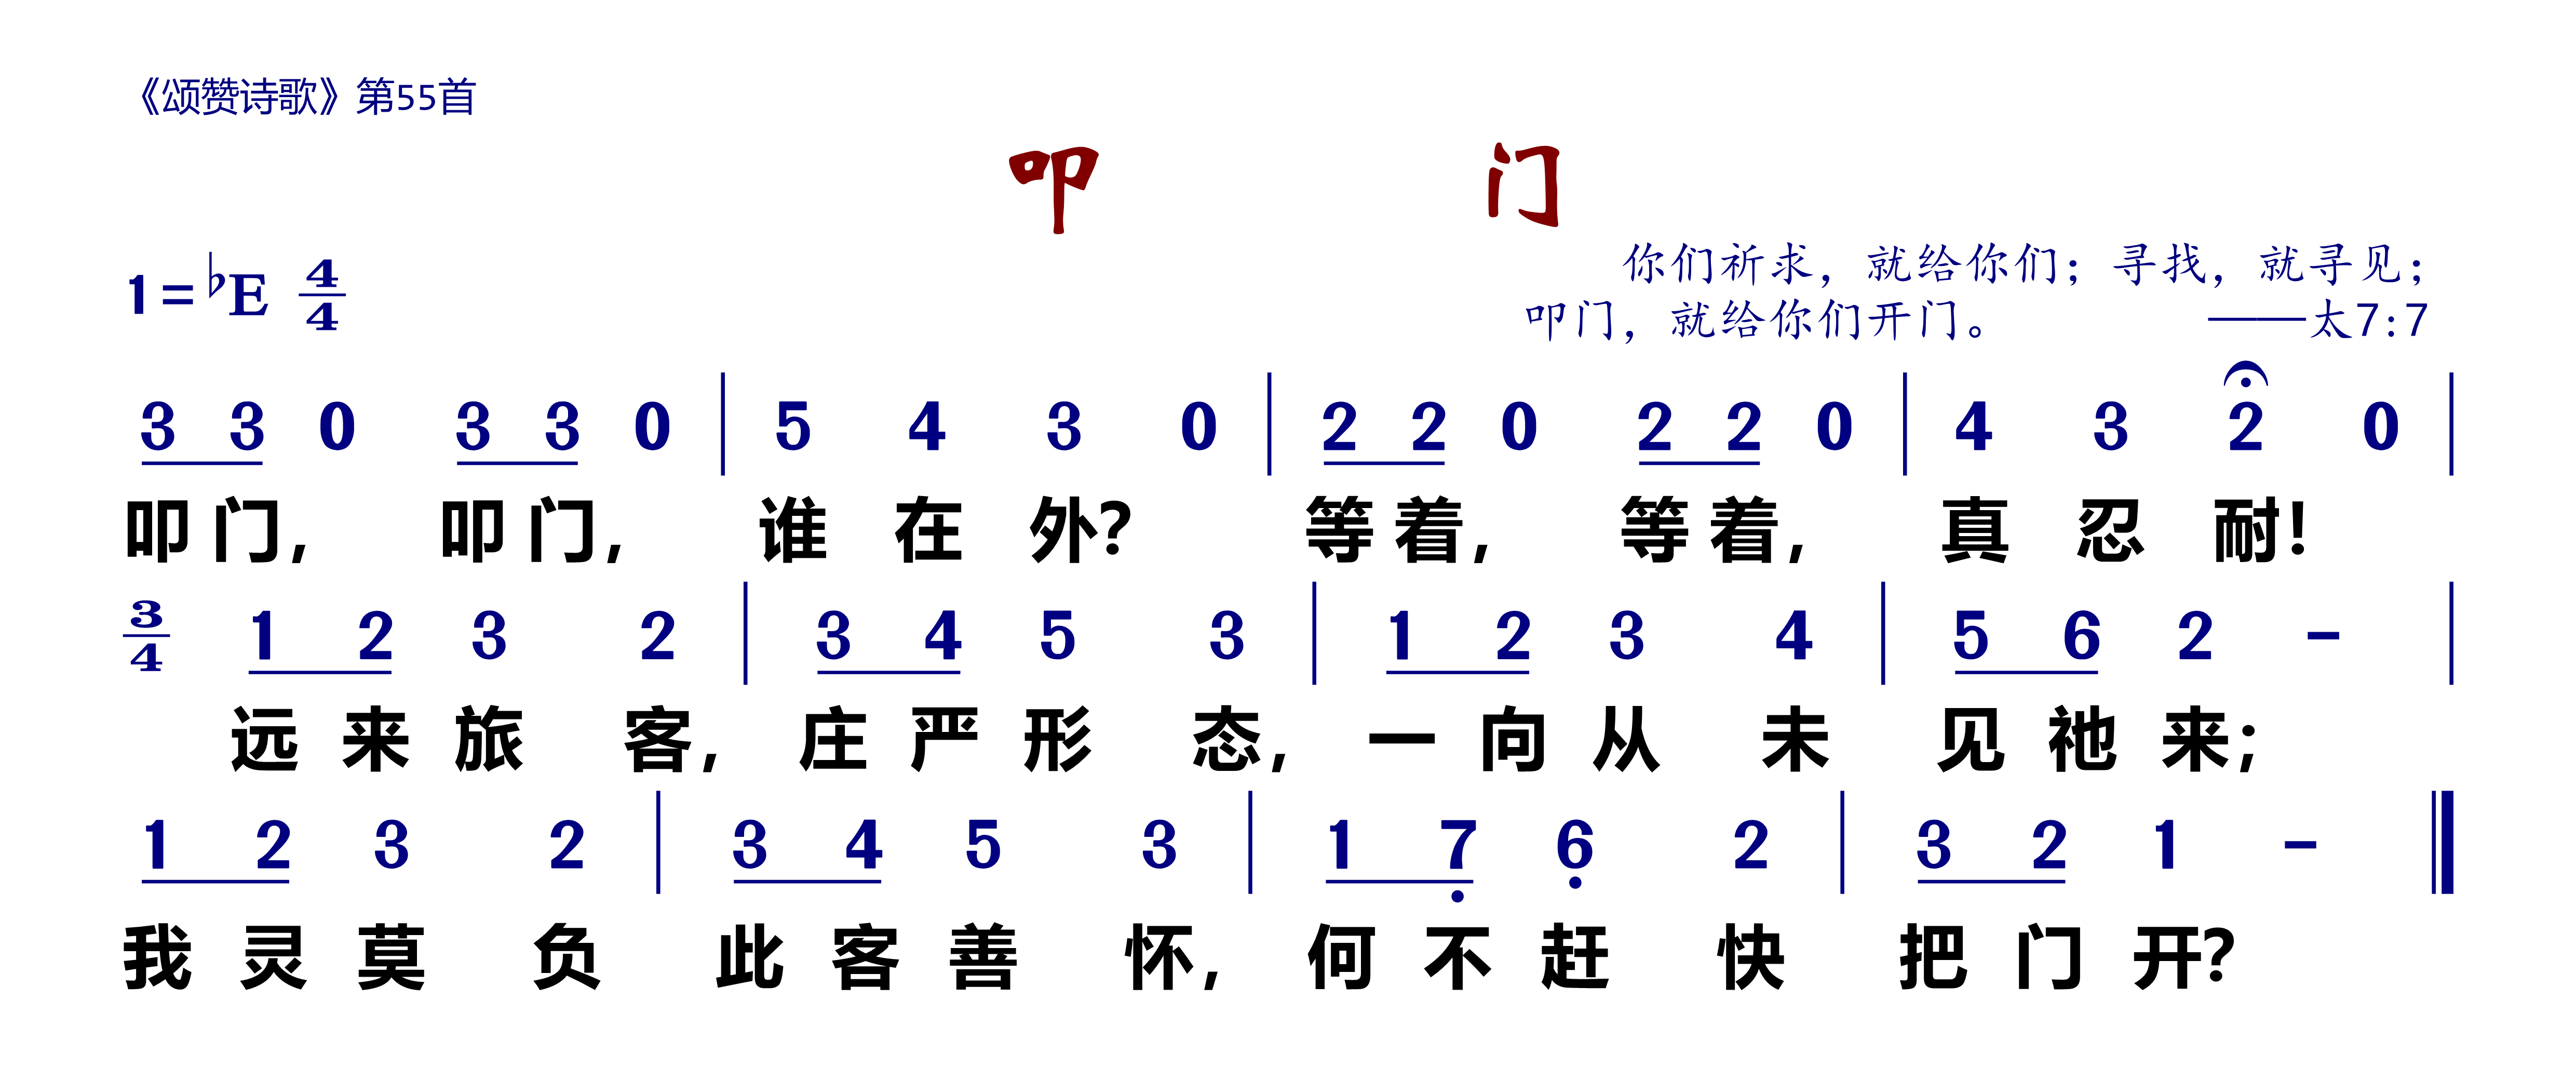 《颂赞诗歌》第55首
叩 门
你们祈求，就给你们；寻找，就寻见；
1=♭E 4/4
叩门，就给你们开门。 ——太7:7
3 3 0 3 3 0 | 5 4 3 0 | 2 2 0 2 2 0 | 4 3 2 0 |
叩门， 叩门， 谁 在 外？ 等着， 等着， 真 忍 耐！
3/4 1 2 3 2 | 3 4 5 3 | 1 2 3 4 | 5 6 2 - |
远 来 旅 客， 庄 严 形 态， 一 向 从 未 见 祂 来；
1 2 3 2 | 3 4 5 3 | 1 7̣ 6̣ 2 | 3 2 1 - ‖
我 灵 莫 负 此 客 善 怀， 何 不 赶 快 把 门 开？